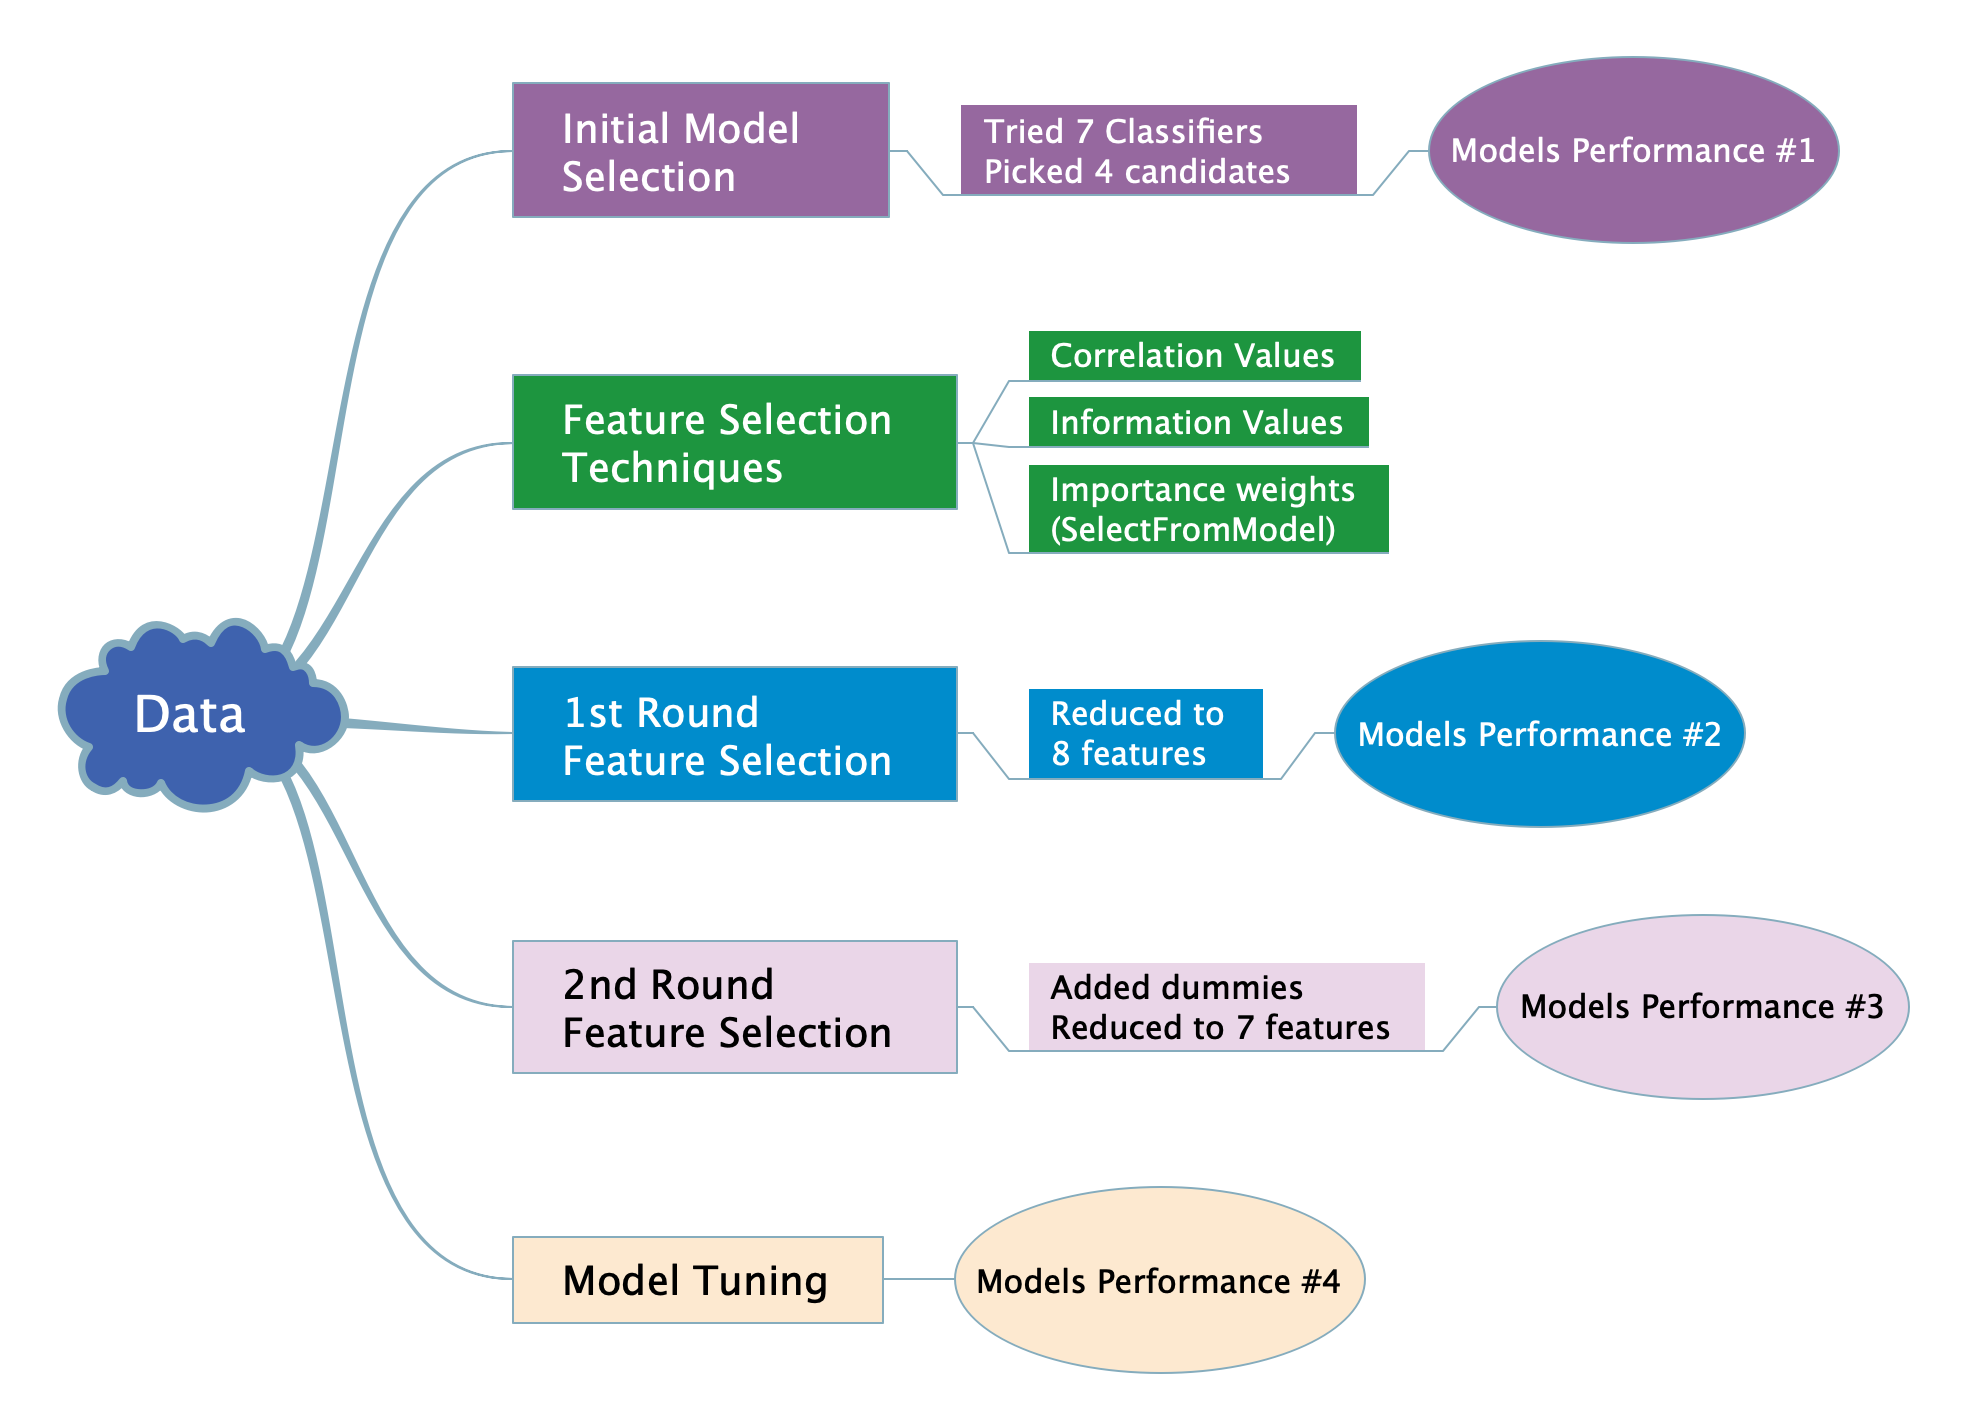 Data
Initial Model
Selection
Tried 7 Classifiers
Picked 4 candidates
Models Performance #1
Feature Selection
Techniques
Correlation Values
Information Values
Importance weights
(SelectFromModel)
1st Round
Feature Selection
Reduced to
8 features
Models Performance #2
2nd Round
Feature Selection
Added dummies
Reduced to 7 features
Models Performance #3
Model Tuning
Models Performance #4